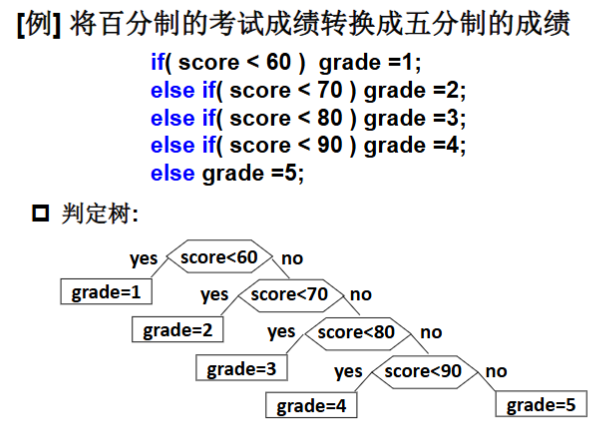 [例] 将百分制的考试成绩转换成五分制的成绩
if( score < 60 ) grade =1;
else if( score < 70 ) grade =2;
else if( score < 80 ) grade =3;
else if( score < 90 ) grade =4;
else grade =5;
判定树:
yes score<60 no
grade=1 yes score<70 no
grade=2 yes score<80 no
grade=3 yes score<90 no
grade=4 grade=5